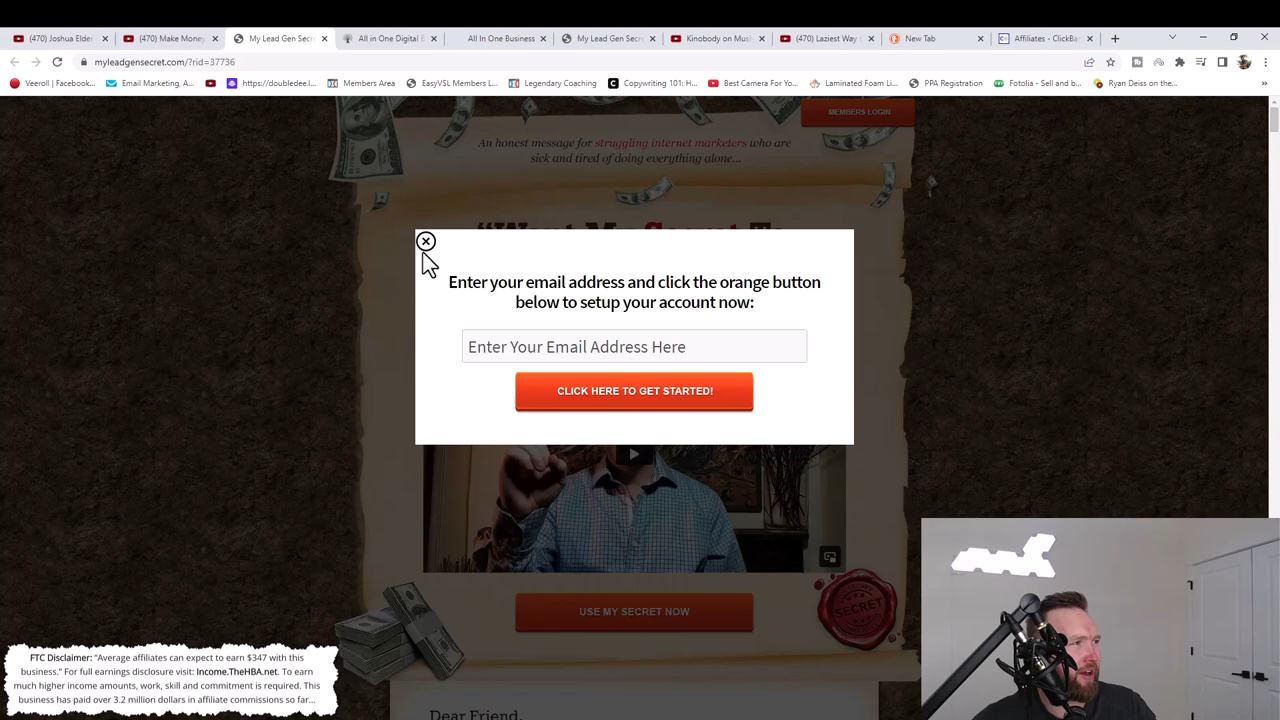 (470) Joshua Elder
(470) Make Money
My Lead Gen Secr
All in One Digital B
All In One Business
My Lead Gen Secr
Kinobody on Mus
(470) Laziest Way
New Tab
Affiliates - ClickBa
myleadgensecret.com/?rid=37736
Veeroll | Facebook...
Email Marketing, A...
https://doubledee.l...
Members Area
EasyVSL Members L...
Legendary Coaching
Copywriting 101: H...
Best Camera For Yo...
Laminated Foam Li...
PPA Registration
Fotolia - Sell and b...
Ryan Deiss on the...
MEMBERS LOGIN
An honest message for struggling internet marketers who are
sick and tired of doing everything alone...
"Want My Secret To
Enter your email address and click the orange button
below to setup your account now:
Enter Your Email Address Here
CLICK HERE TO GET STARTED!
USE MY SECRET NOW
SECRET
Dear Friend,
FTC Disclaimer: "Average affiliates can expect to earn $347 with this
business." For full earnings disclosure visit: Income.TheHBA.net. To earn
much higher income amounts, work, skill and commitment is required. This
business has paid over 3.2 million dollars in affiliate commissions so far...